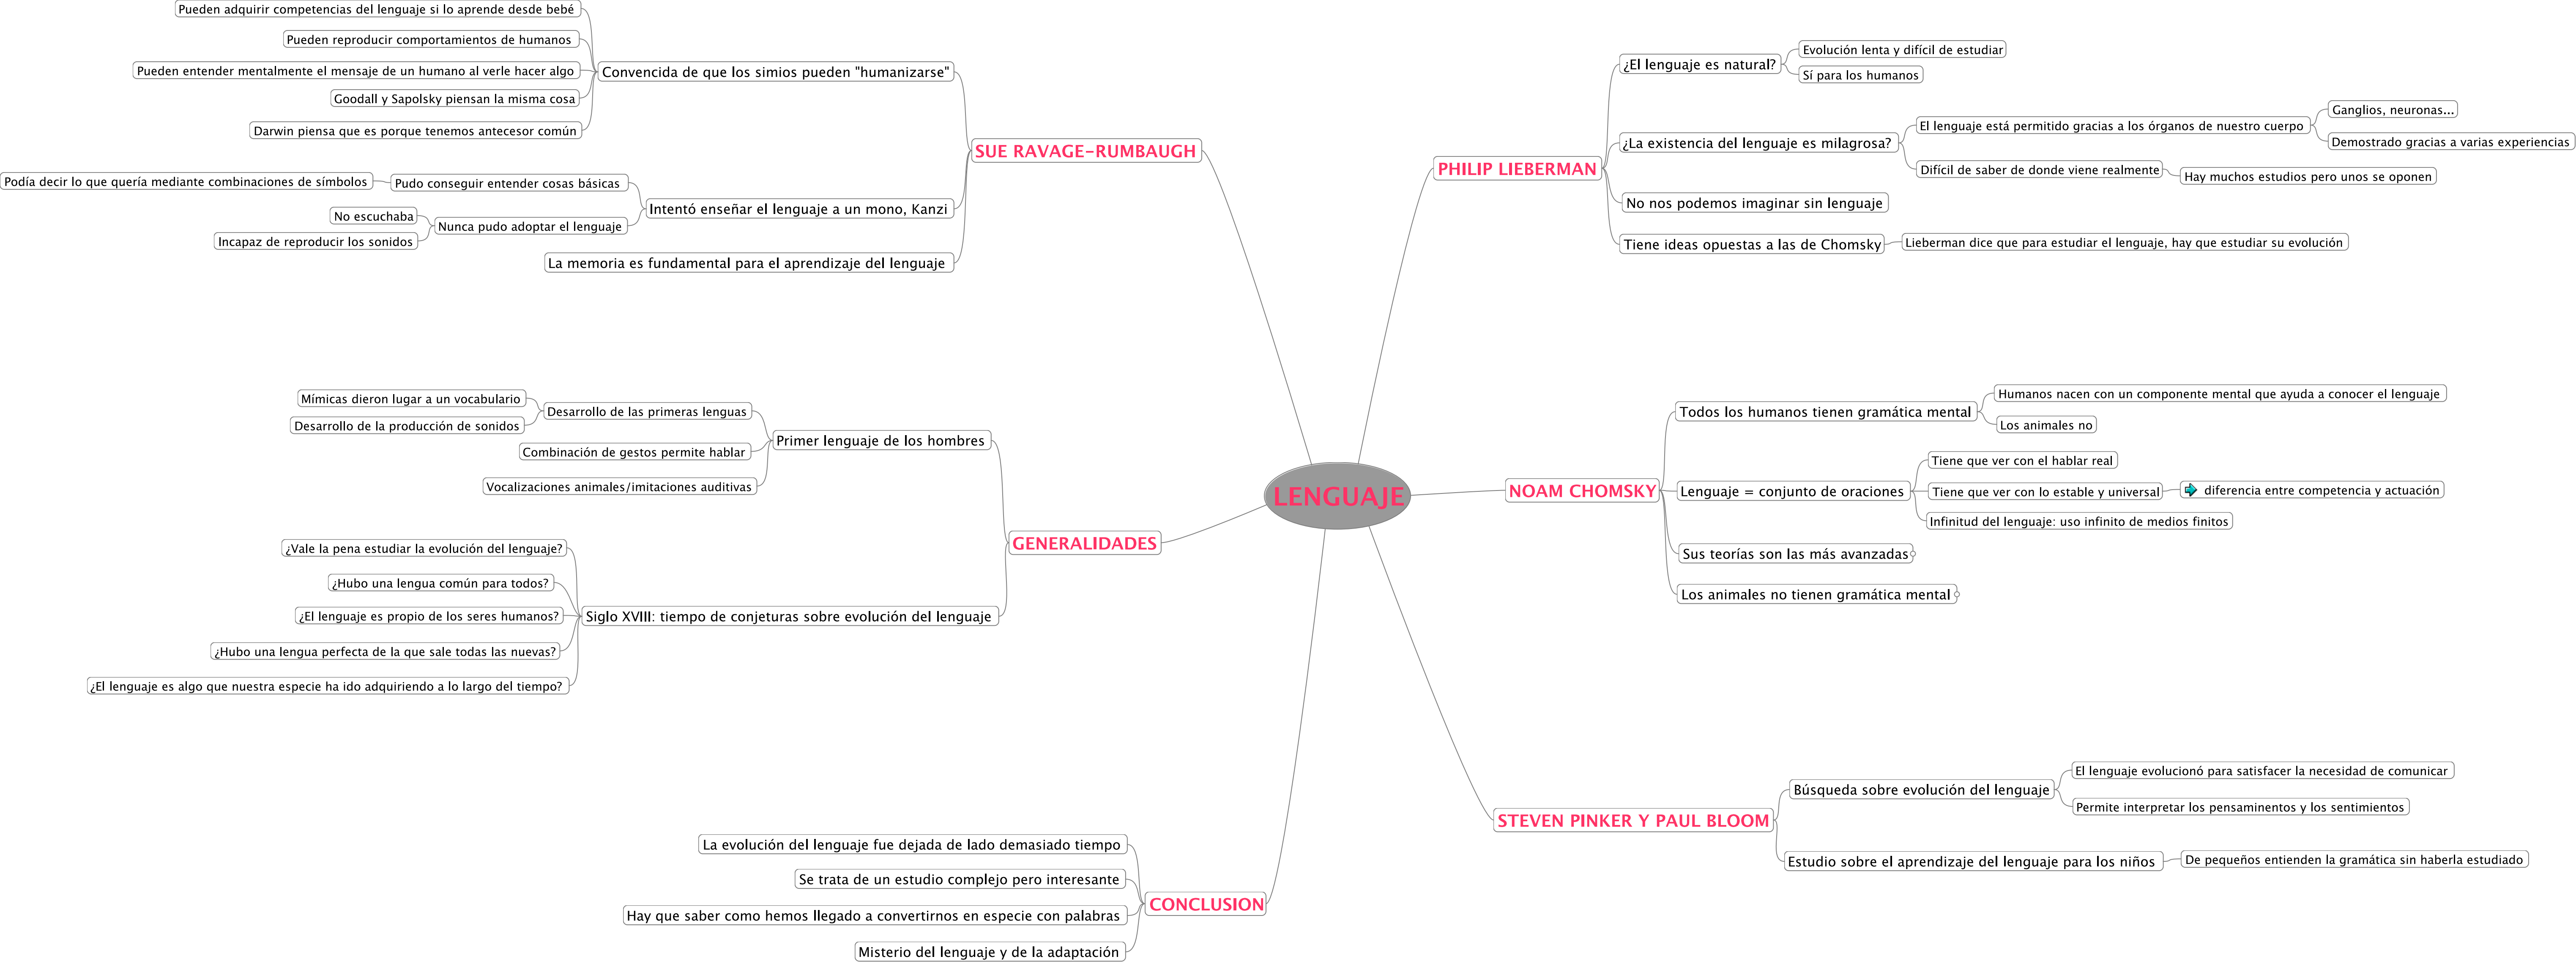 LENGUAJE
SUE RAVAGE-RUMBAUGH
Convencida de que los simios pueden "humanizarse"
Pueden adquirir competencias del lenguaje si lo aprende desde bebé
Pueden reproducir comportamientos de humanos
Pueden entender mentalmente el mensaje de un humano al verle hacer algo
Goodall y Sapolsky piensan la misma cosa
Darwin piensa que es porque tenemos antecesor común
Intentó enseñar el lenguaje a un mono, Kanzi
Pudo conseguir entender cosas básicas
Podía decir lo que quería mediante combinaciones de símbolos
Nunca pudo adoptar el lenguaje
No escuchaba
Incapaz de reproducir los sonidos
La memoria es fundamental para el aprendizaje del lenguaje
GENERALIDADES
Primer lenguaje de los hombres
Desarrollo de las primeras lenguas
Mímicas dieron lugar a un vocabulario
Desarrollo de la producción de sonidos
Combinación de gestos permite hablar
Vocalizaciones animales/imitaciones auditivas
Siglo XVIII: tiempo de conjeturas sobre evolución del lenguaje
¿Vale la pena estudiar la evolución del lenguaje?
¿Hubo una lengua común para todos?
¿El lenguaje es propio de los seres humanos?
¿Hubo una lengua perfecta de la que sale todas las nuevas?
¿El lenguaje es algo que nuestra especie ha ido adquiriendo a lo largo del tiempo?
CONCLUSION
La evolución del lenguaje fue dejada de lado demasiado tiempo
Se trata de un estudio complejo pero interesante
Hay que saber como hemos llegado a convertirnos en especie con palabras
Misterio del lenguaje y de la adaptación
PHILIP LIEBERMAN
¿El lenguaje es natural?
Evolución lenta y difícil de estudiar
Sí para los humanos
¿La existencia del lenguaje es milagrosa?
El lenguaje está permitido gracias a los órganos de nuestro cuerpo
Ganglios, neuronas...
Demostrado gracias a varias experiencias
Difícil de saber de donde viene realmente
Hay muchos estudios pero unos se oponen
No nos podemos imaginar sin lenguaje
Tiene ideas opuestas a las de Chomsky
Lieberman dice que para estudiar el lenguaje, hay que estudiar su evolución
NOAM CHOMSKY
Todos los humanos tienen gramática mental
Humanos nacen con un componente mental que ayuda a conocer el lenguaje
Los animales no
Lenguaje = conjunto de oraciones
Tiene que ver con el hablar real
Tiene que ver con lo estable y universal
diferencia entre competencia y actuación
Infinitud del lenguaje: uso infinito de medios finitos
Sus teorías son las más avanzadas
Los animales no tienen gramática mental
STEVEN PINKER Y PAUL BLOOM
Búsqueda sobre evolución del lenguaje
El lenguaje evolucionó para satisfacer la necesidad de comunicar
Permite interpretar los pensaminentos y los sentimientos
Estudio sobre el aprendizaje del lenguaje para los niños
De pequeños entienden la gramática sin haberla estudiado